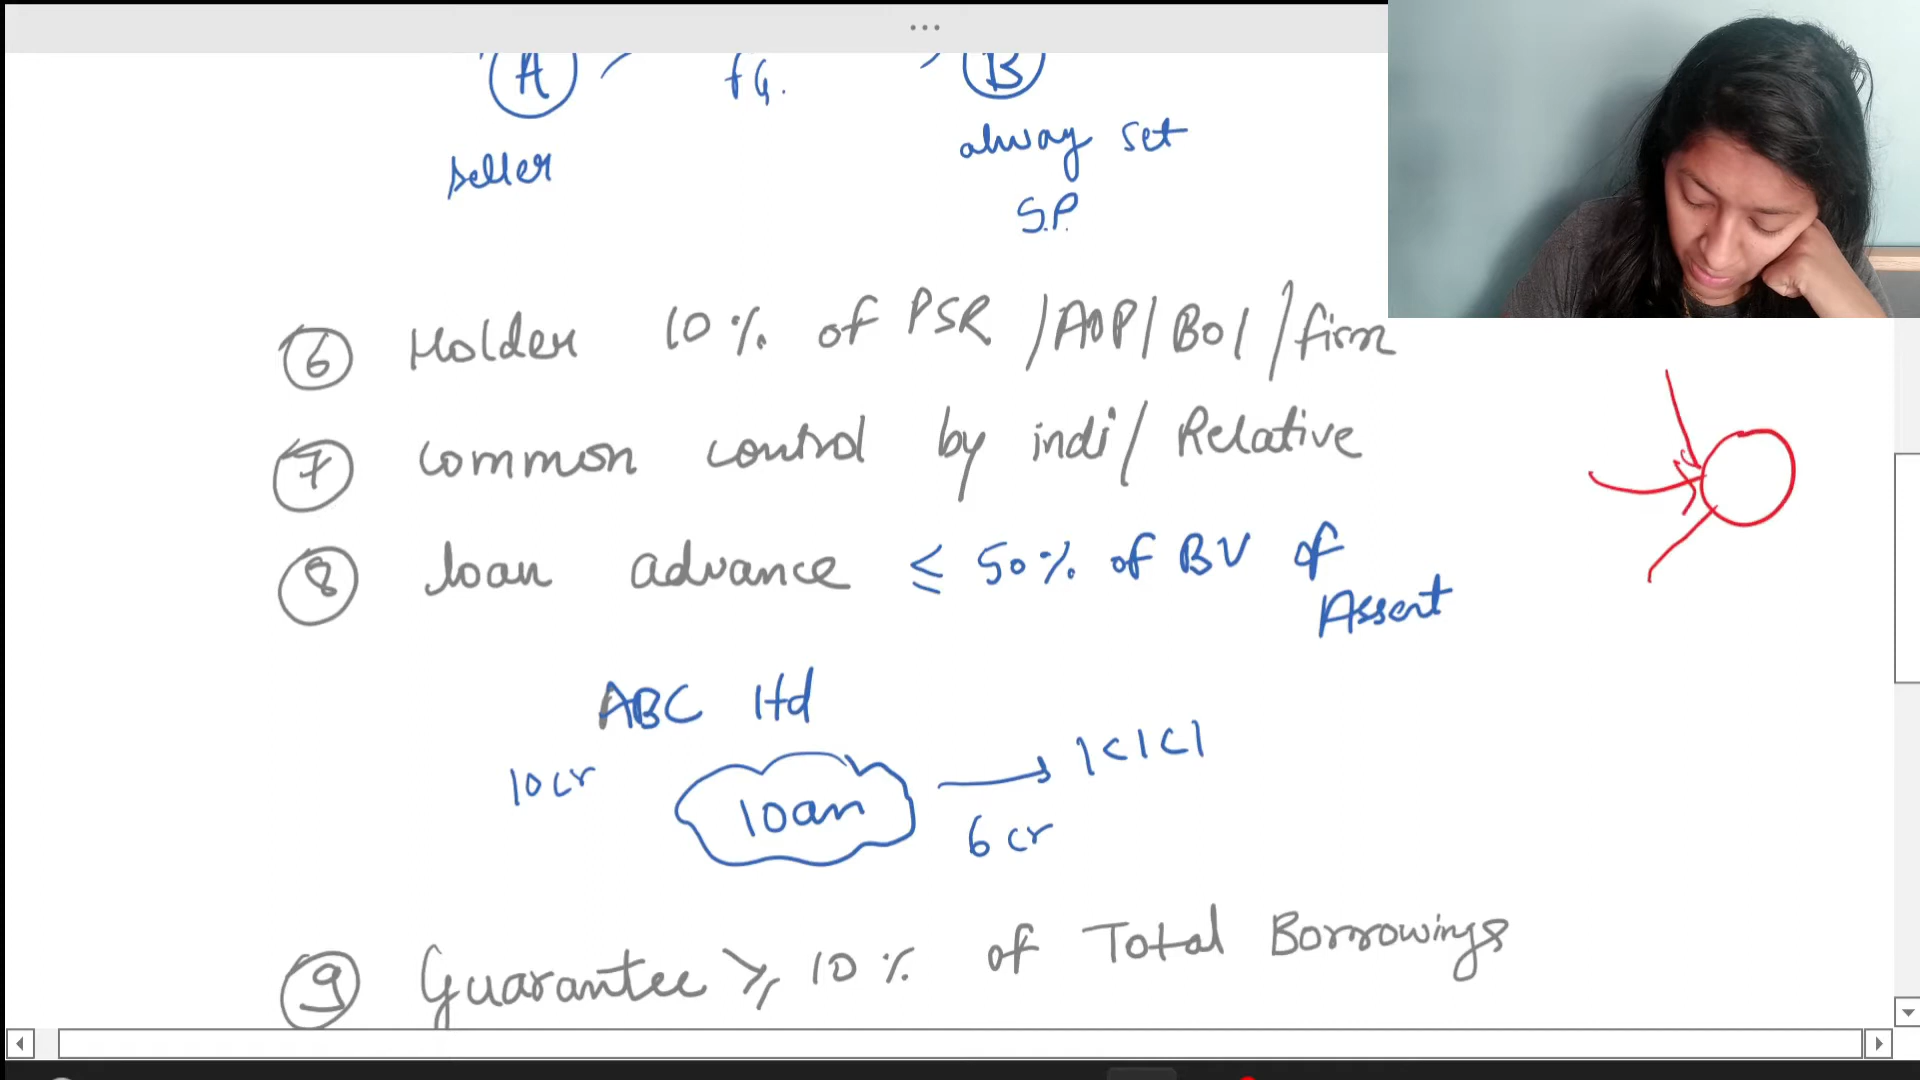 ...
A f G. B
seller alway set
S.P.
6 Holder 10% of PSR /AOP/ BOI /firm
7 common control by indi/ Relative
8 loan advance ≤ 50% of BV of
Assent
ABC ltd
10 cr loan → ICICI
6 cr
9 Guarantee ⩾ 10% of Total Borrowings